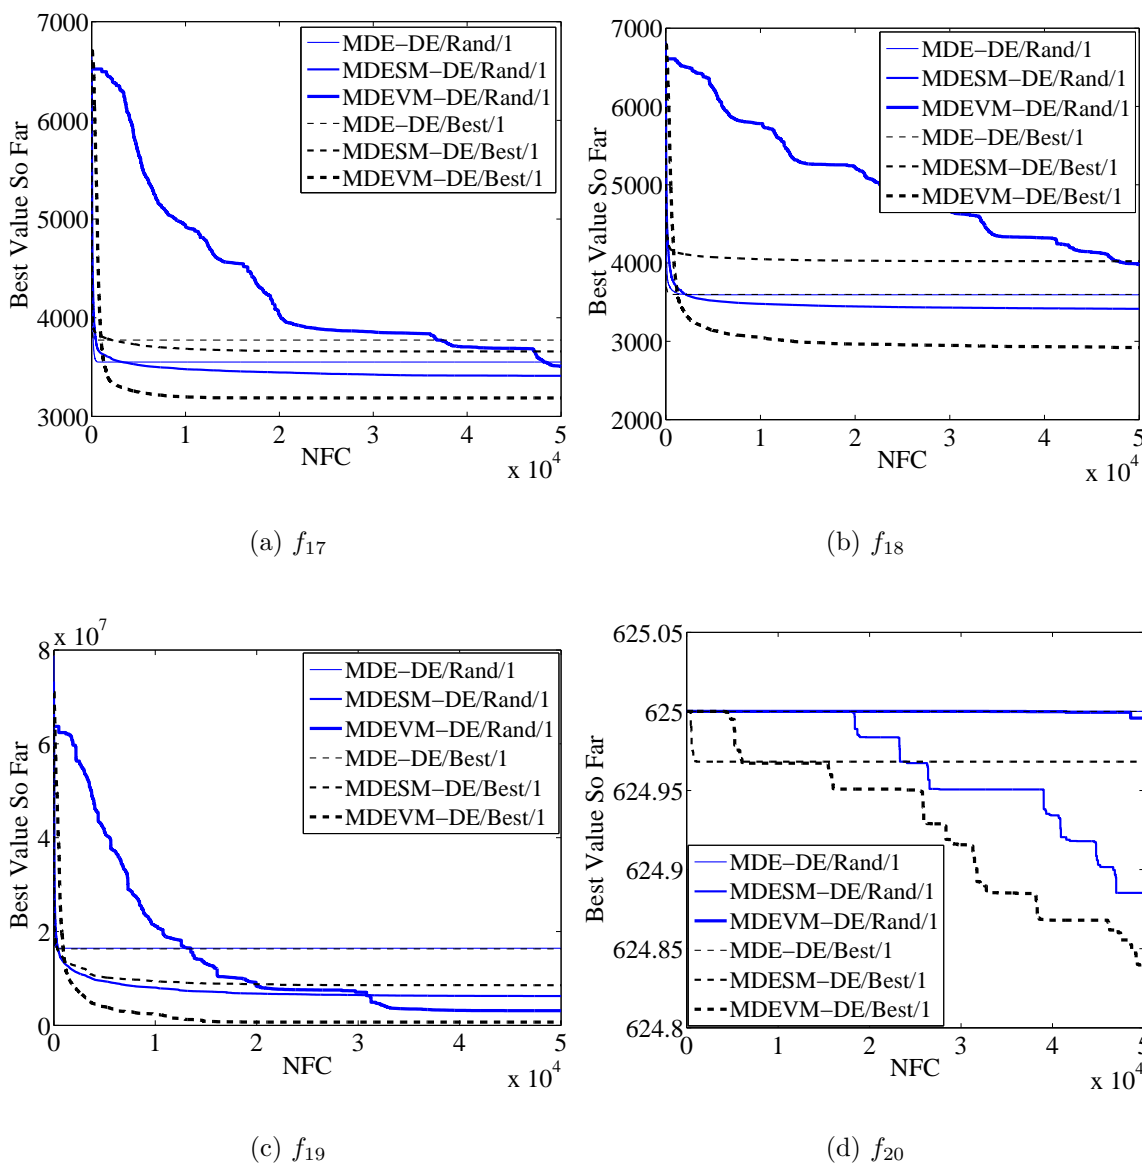 7000
6000
5000
4000
3000
Best Value So Far
MDE−DE/Rand/1
MDESM−DE/Rand/1
MDEVM−DE/Rand/1
MDE−DE/Best/1
MDESM−DE/Best/1
MDEVM−DE/Best/1
0 1 2 3 4 5
NFC
x 10^4
(a) f17
7000
6000
5000
4000
3000
2000
Best Value So Far
MDE−DE/Rand/1
MDESM−DE/Rand/1
MDEVM−DE/Rand/1
MDE−DE/Best/1
MDESM−DE/Best/1
MDEVM−DE/Best/1
0 1 2 3 4 5
NFC
x 10^4
(b) f18
x 10^7
8
6
4
2
0
Best Value So Far
MDE−DE/Rand/1
MDESM−DE/Rand/1
MDEVM−DE/Rand/1
MDE−DE/Best/1
MDESM−DE/Best/1
MDEVM−DE/Best/1
0 1 2 3 4 5
NFC
x 10^4
(c) f19
625.05
625
624.95
624.9
624.85
624.8
Best Value So Far
MDE−DE/Rand/1
MDESM−DE/Rand/1
MDEVM−DE/Rand/1
MDE−DE/Best/1
MDESM−DE/Best/1
MDEVM−DE/Best/1
0 1 2 3 4 5
NFC
x 10^4
(d) f20